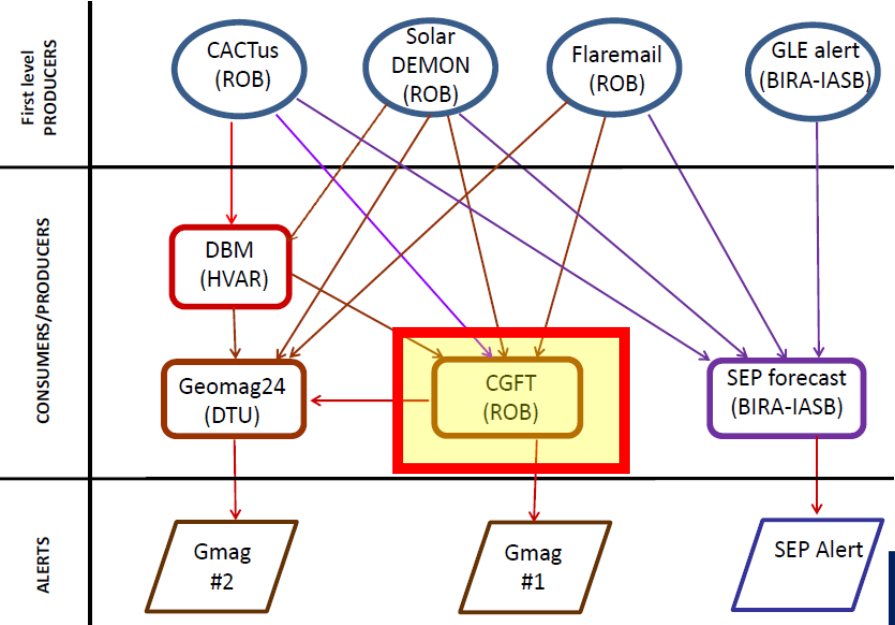 First level
PRODUCERS
CACTus
(ROB)
Solar
DEMON
(ROB)
Flaremail
(ROB)
GLE alert
(BIRA-IASB)
CONSUMERS/PRODUCERS
DBM
(HVAR)
Geomag24
(DTU)
CGFT
(ROB)
SEP forecast
(BIRA-IASB)
ALERTS
Gmag
#2
Gmag
#1
SEP Alert